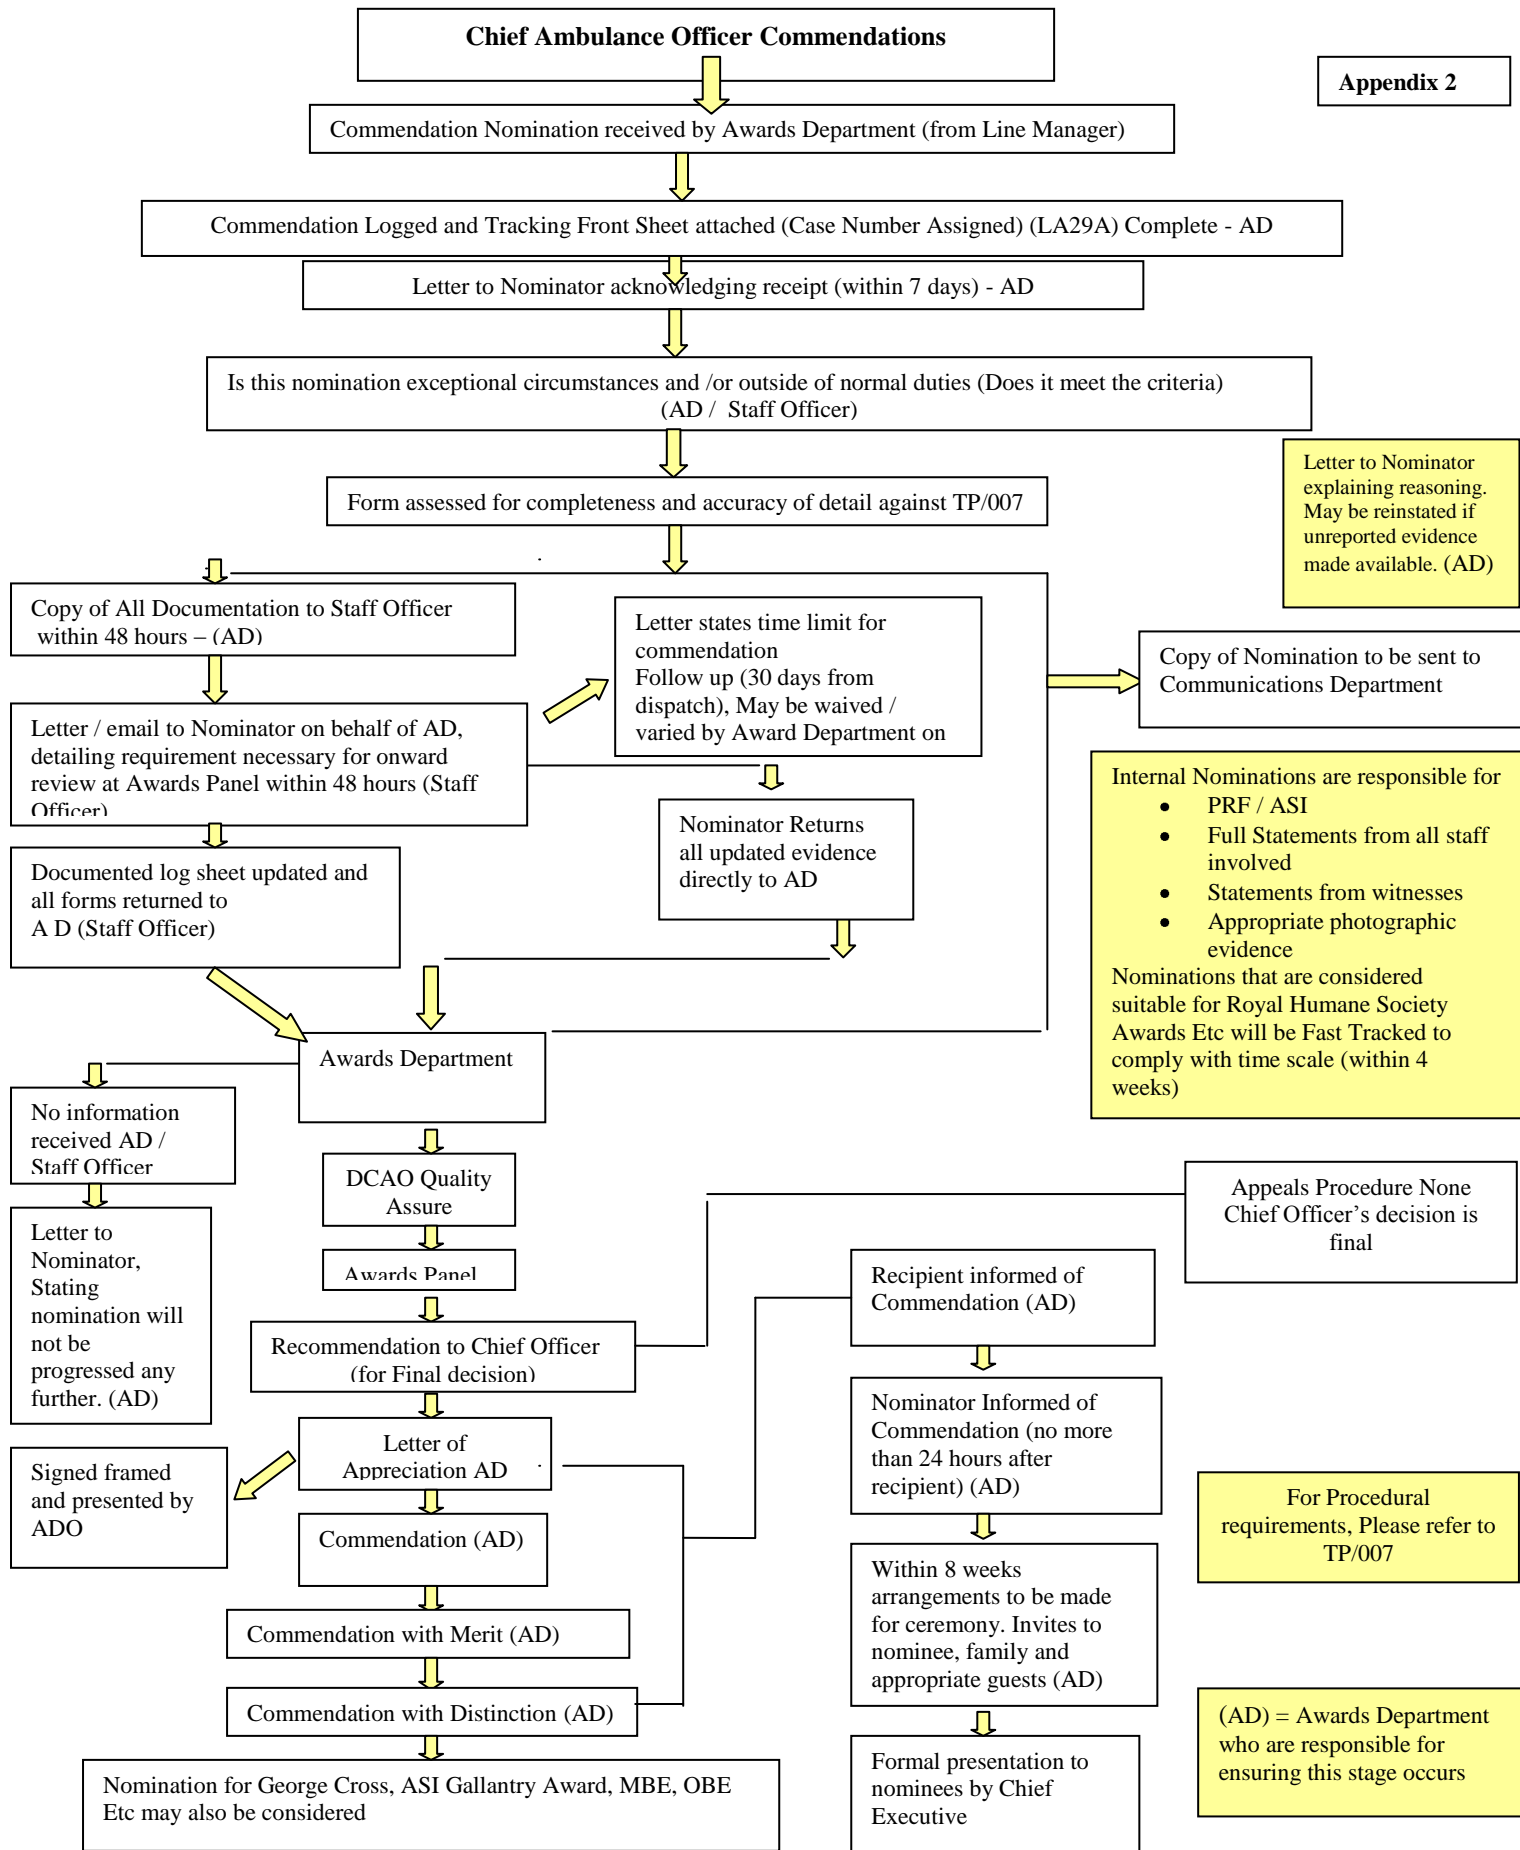 Chief Ambulance Officer Commendations
Appendix 2
Commendation Nomination received by Awards Department (from Line Manager)
Commendation Logged and Tracking Front Sheet attached (Case Number Assigned) (LA29A) Complete - AD
Letter to Nominator acknowledging receipt (within 7 days) - AD
Is this nomination exceptional circumstances and /or outside of normal duties (Does it meet the criteria)
(AD / Staff Officer)
Form assessed for completeness and accuracy of detail against TP/007
Letter to Nominator
explaining reasoning.
May be reinstated if
unreported evidence
made available. (AD)
Copy of All Documentation to Staff Officer
within 48 hours – (AD)
Letter states time limit for
commendation
Follow up (30 days from
dispatch), May be waived /
varied by Award Department on
Copy of Nomination to be sent to
Communications Department
Letter / email to Nominator on behalf of AD,
detailing requirement necessary for onward
review at Awards Panel within 48 hours (Staff
Officer)
Internal Nominations are responsible for
• PRF / ASI
• Full Statements from all staff
involved
• Statements from witnesses
• Appropriate photographic
evidence
Nominations that are considered
suitable for Royal Humane Society
Awards Etc will be Fast Tracked to
comply with time scale (within 4
weeks)
Nominator Returns
all updated evidence
directly to AD
Documented log sheet updated and
all forms returned to
A D (Staff Officer)
Awards Department
No information
received AD /
Staff Officer
DCAO Quality
Assure
Appeals Procedure None
Chief Officer's decision is
final
Letter to
Nominator,
Stating
nomination will
not be
progressed any
further. (AD)
Awards Panel
Recipient informed of
Commendation (AD)
Recommendation to Chief Officer
(for Final decision)
Nominator Informed of
Commendation (no more
than 24 hours after
recipient) (AD)
Letter of
Appreciation AD
Signed framed
and presented by
ADO
For Procedural
requirements, Please refer to
TP/007
Commendation (AD)
Within 8 weeks
arrangements to be made
for ceremony. Invites to
nominee, family and
appropriate guests (AD)
Commendation with Merit (AD)
Commendation with Distinction (AD)
(AD) = Awards Department
who are responsible for
ensuring this stage occurs
Nomination for George Cross, ASI Gallantry Award, MBE, OBE
Etc may also be considered
Formal presentation to
nominees by Chief
Executive